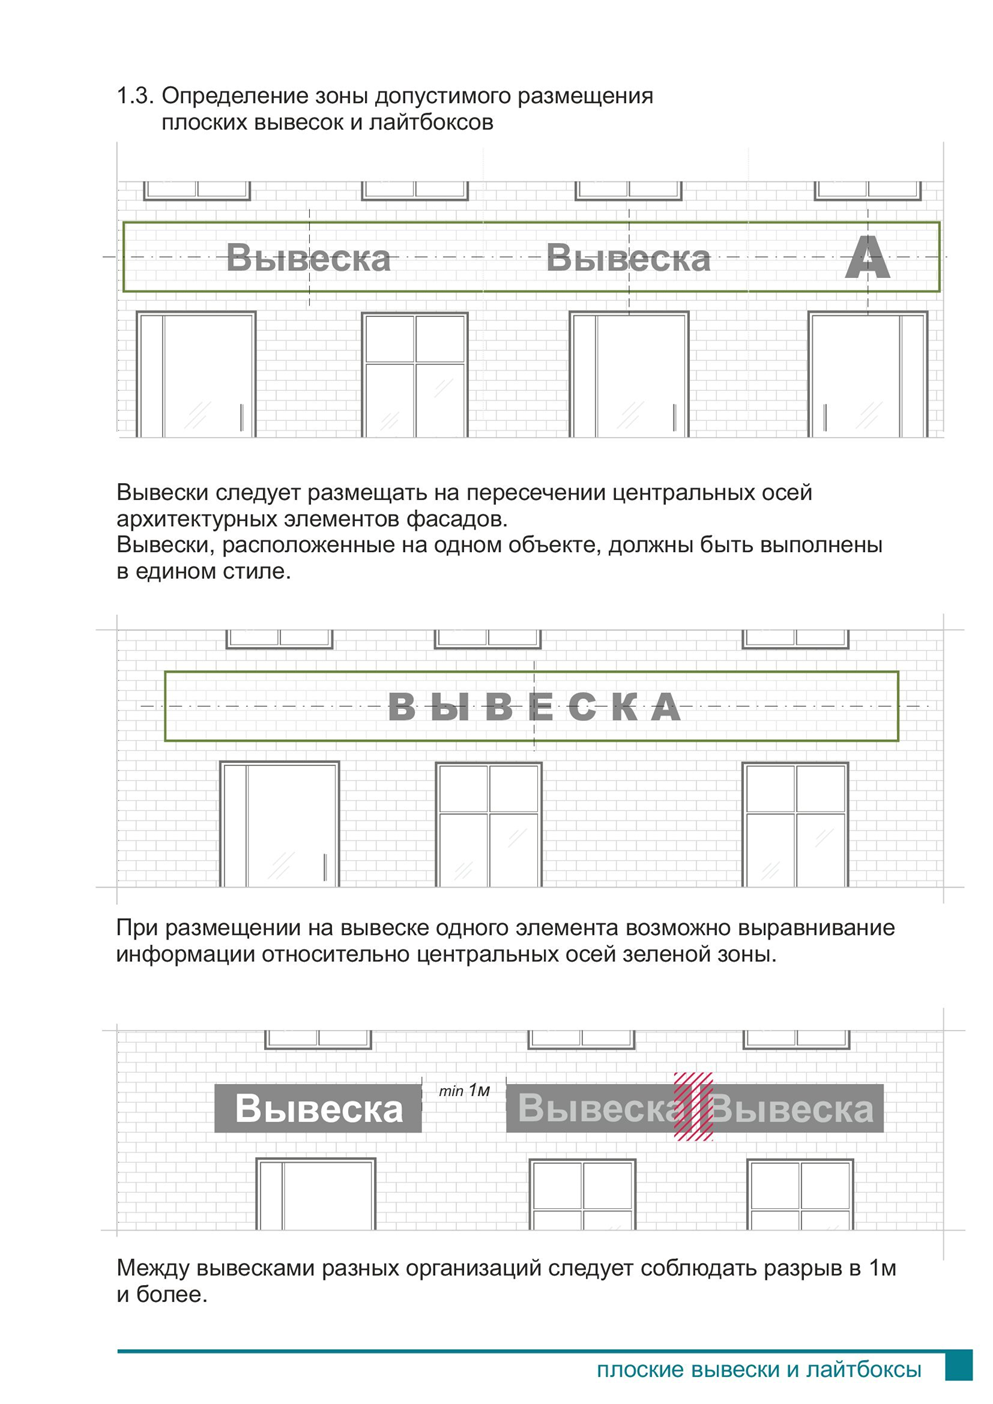 1.3. Определение зоны допустимого размещения
плоских вывесок и лайтбоксов
Вывеска Вывеска А
Вывески следует размещать на пересечении центральных осей
архитектурных элементов фасадов.
Вывески, расположенные на одном объекте, должны быть выполнены
в едином стиле.
ВЫВЕСКА
При размещении на вывеске одного элемента возможно выравнивание
информации относительно центральных осей зеленой зоны.
Вывеска min 1м Вывеска Вывеска
Между вывесками разных организаций следует соблюдать разрыв в 1м
и более.
плоские вывески и лайтбоксы